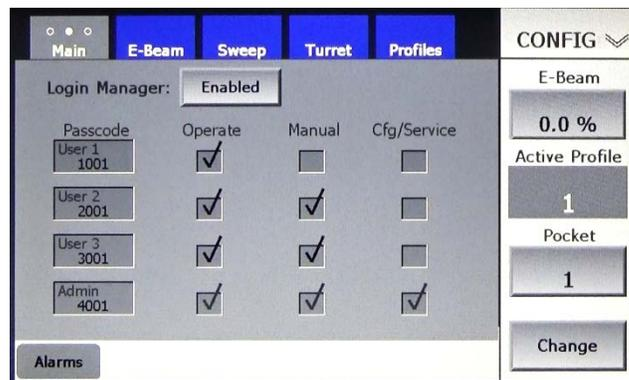 Main
E-Beam
Sweep
Turret
Profiles
CONFIG
Login Manager:
Enabled
E-Beam
0.0 %
Passcode
Operate
Manual
Cfg/Service
User 1
1001
Active Profile
1
User 2
2001
User 3
3001
Pocket
1
Admin
4001
Change
Alarms